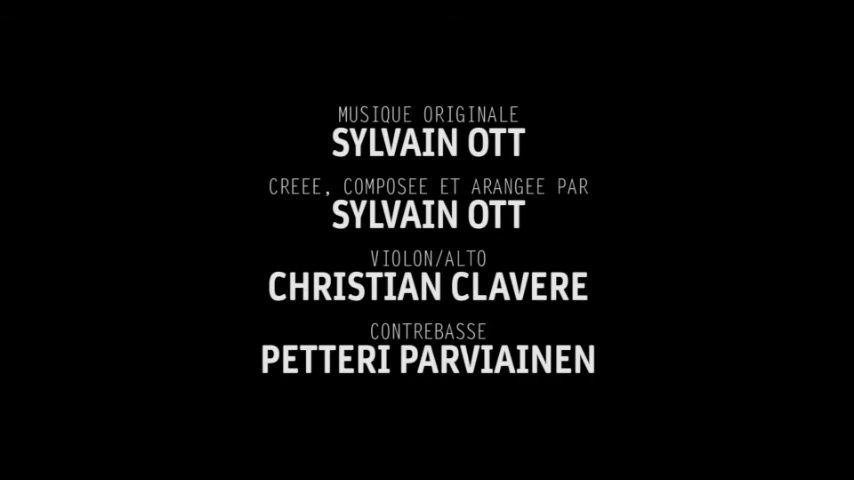 MUSIQUE ORIGINALE
SYLVAIN OTT
CREEE, COMPOSEE ET ARANGEE PAR
SYLVAIN OTT
VIOLON/ALTO
CHRISTIAN CLAVERE
CONTREBASSE
PETTERI PARVIAINEN